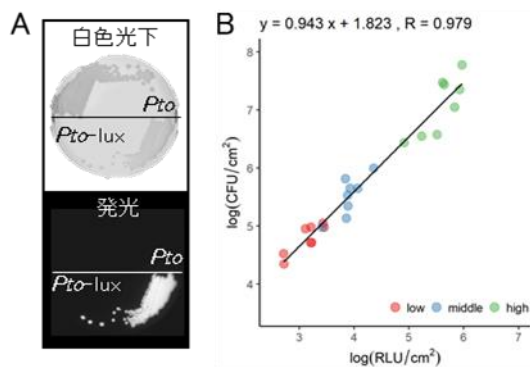 A
白色光下
Pto
Pto-lux
発光
Pto
Pto-lux
B
y = 0.943 x + 1.823 , R = 0.979
log(CFU/cm²)
8
7
6
5
4
low
middle
high
3
4
5
6
7
log(RLU/cm²)